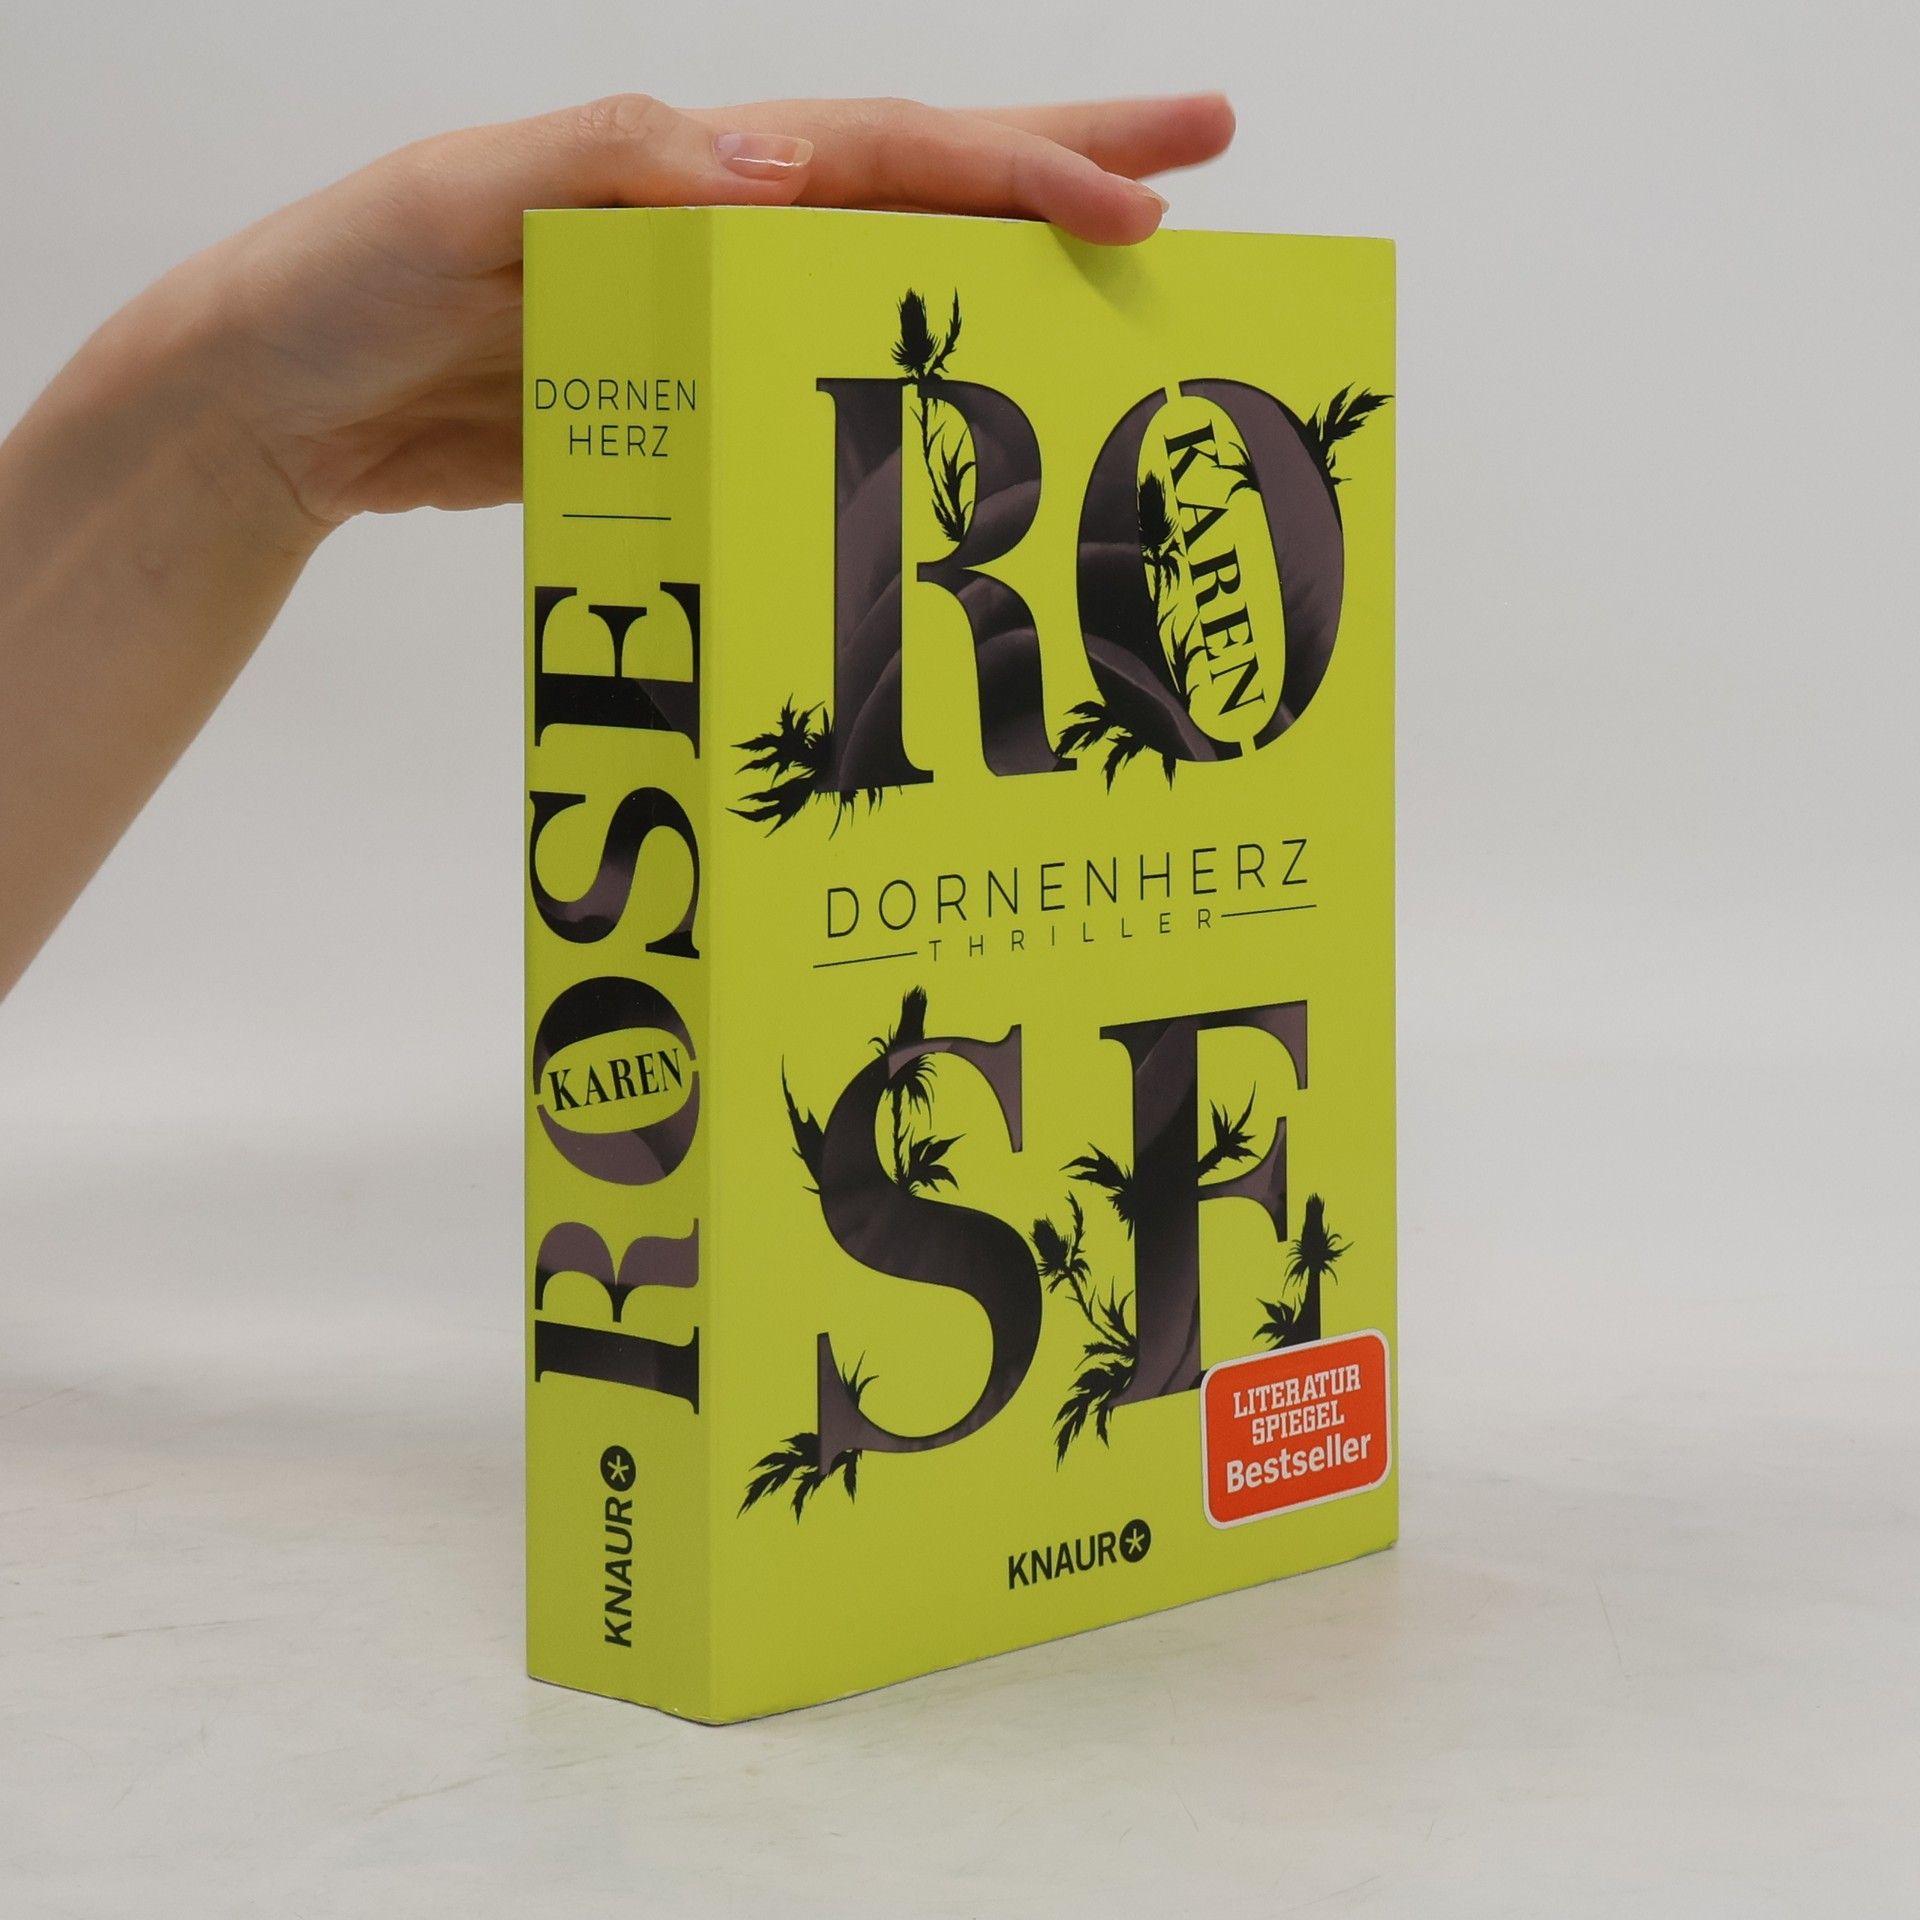 DORNEN
HERZ
ROSE
KAREN
KNAUR
RO
KAREN
DORNENHERZ
THRILLER
SE
LITERATUR
SPIEGEL
Bestseller
KNAUR